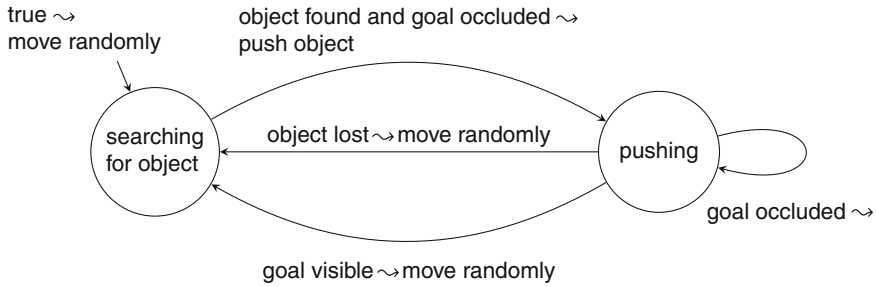 true ⤳
move randomly
object found and goal occluded ⤳
push object
searching
for object
object lost ⤳ move randomly
pushing
goal occluded ⤳
goal visible ⤳ move randomly